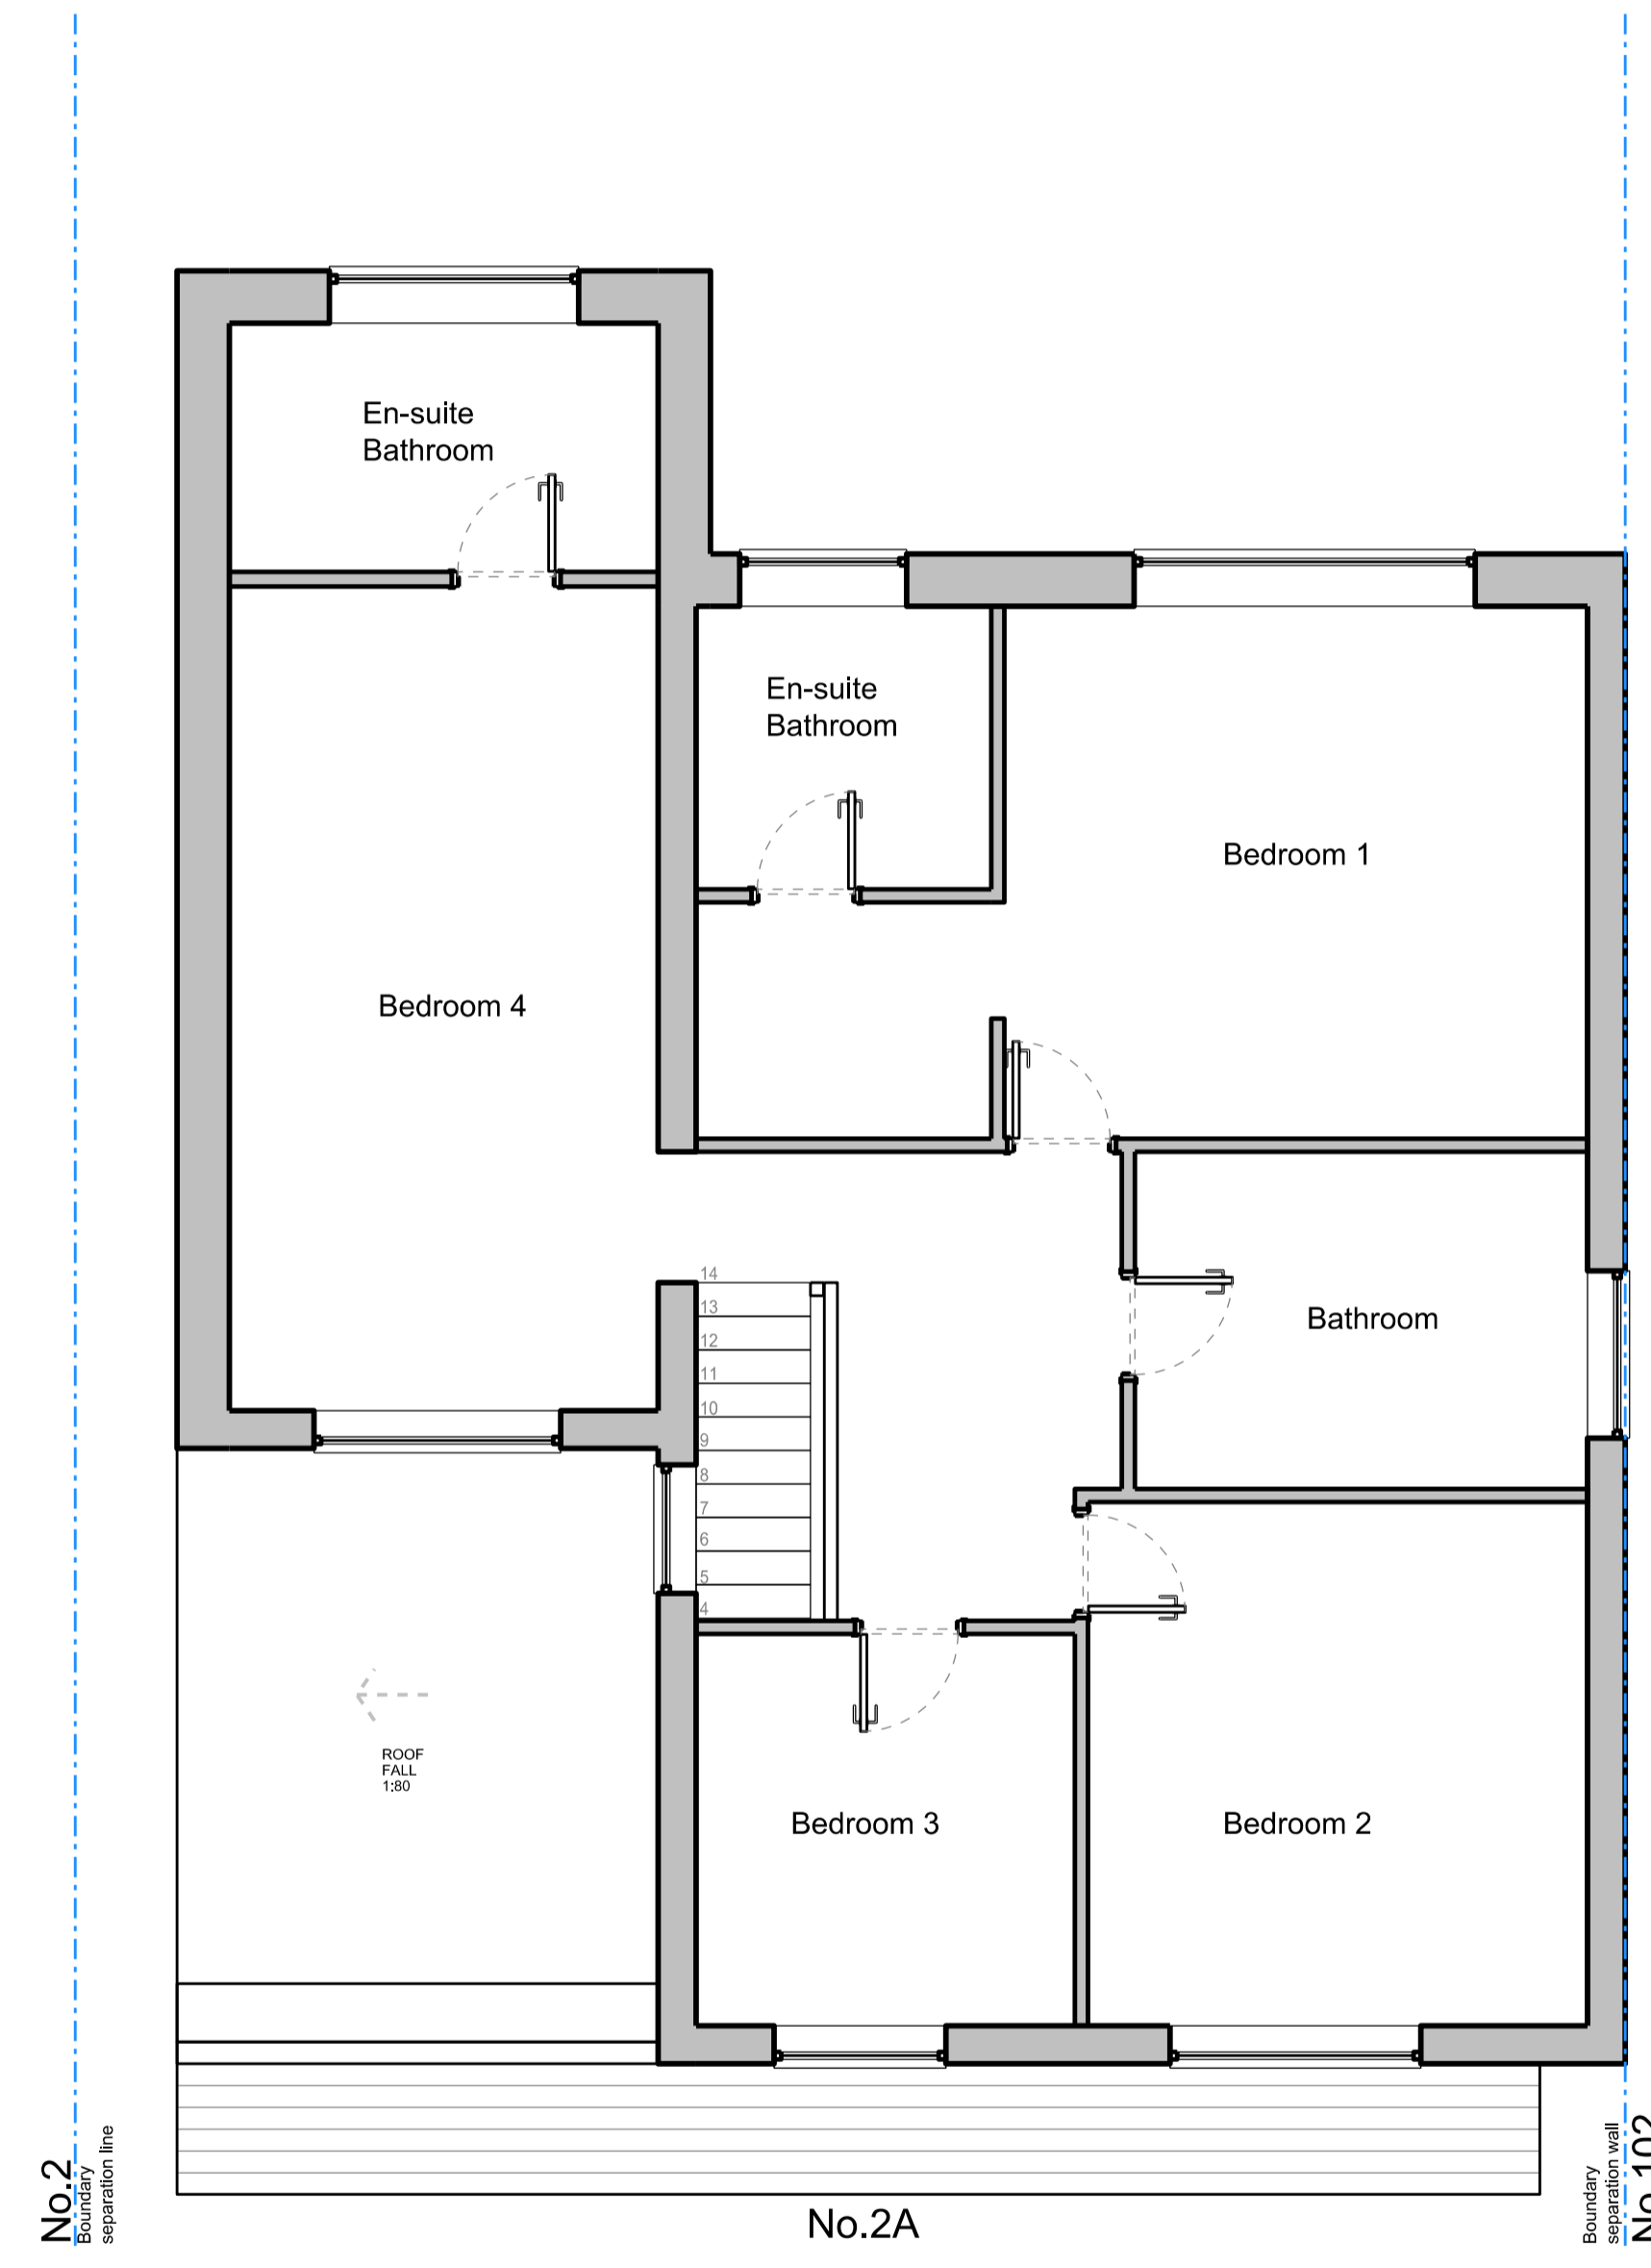 En-suite
Bathroom
En-suite
Bathroom
Bedroom 1
Bedroom 4
14
13
12
11
10
9
8
7
6
5
4
Bathroom
ROOF
FALL
1:80
Bedroom 3
Bedroom 2
No.2
Boundary
separation line
No.2A
Boundary
separation wall
No.102